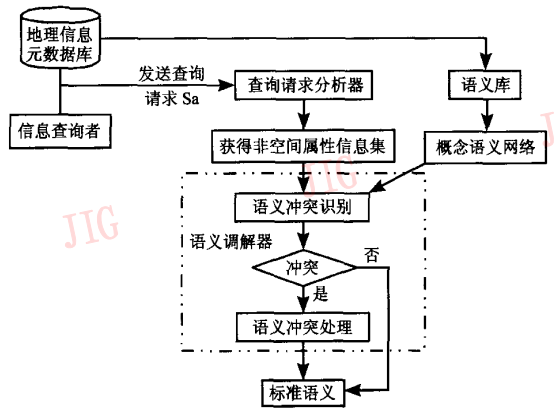 地理信息
元数据库
发送查询
请求 Sa
查询请求分析器
语义库
信息查询者
获得非空间属性信息集
概念语义网络
JIG
JIG
J
语义冲突识别
语义调解器
冲突
否
是
语义冲突处理
标准语义